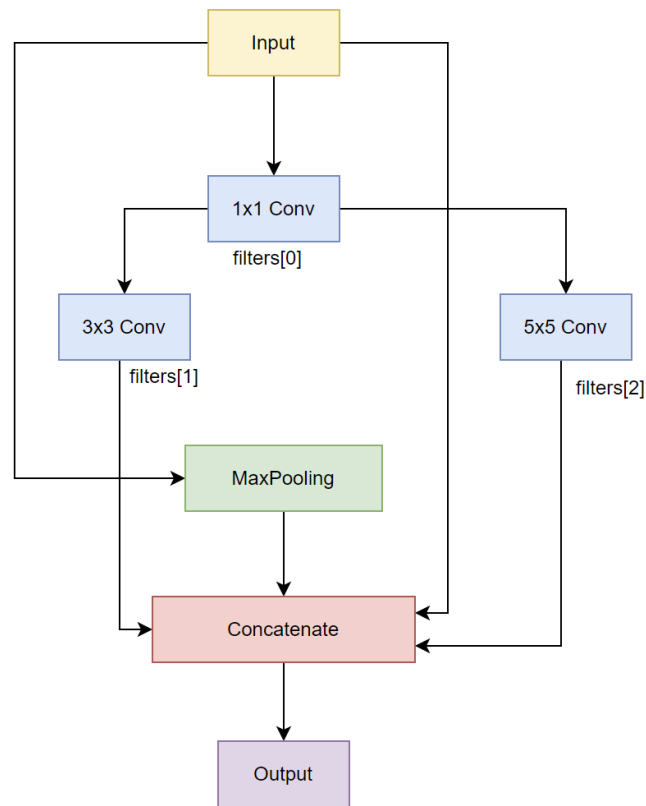 Input
1x1 Conv
filters[0]
3x3 Conv
5x5 Conv
filters[1]
filters[2]
MaxPooling
Concatenate
Output